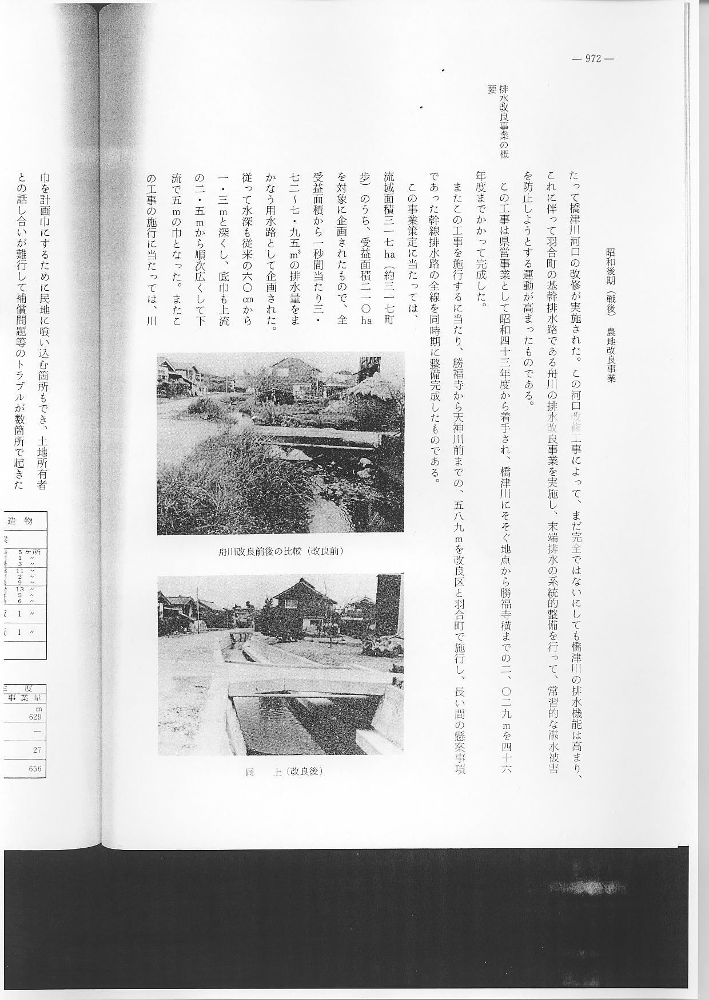 — 972 —
昭和後期（戦後）　農地改良事業
たって橋津川河口の改修が実施された。この河口改修工事によって、まだ完全ではないにしても橋津川の排水機能は高まり、
これに伴って羽合町の基幹排水路である舟川の排水改良事業を実施し、末端排水の系統的整備を行って、常習的な湛水被害
を防止しようとする運動が高まったものである。
排水改良事業の概
要
この工事は県営事業として昭和四十三年度から着手され、橋津川にそそぐ地点から勝福寺横までの二、〇二九mを四十六
年度までかかって完成した。
またこの工事を施行するに当たり、勝福寺から天神川前までの、五八九mを改良区と羽合町で施行し、長い間の懸案事項
であった幹線排水路の全線を同時期に整備完成したものである。
この事業策定に当たっては、
流域面積三一七ha（約三一七町
歩）のうち、受益面積二一〇ha
を対象に企画されたもので、全
受益面積から一秒間当たり三・
七二〜七・九五m³の排水量をま
かなう用水路として企画された。
従って水深も従来の六〇cmから
一・三mと深くし、底巾も上流
の二・五mから順次広くして下
流で五mの巾となった。またこ
の工事の施行に当たっては、川
舟川改良前後の比較（改良前）
同　上（改良後）
巾を計画巾にするために民地に喰い込む箇所もでき、土地所有者
との話し合いが難行して補償問題等のトラブルが数箇所で起きた
造物
5ヶ所
1 〃
3 〃
11 〃
2 〃
9 〃
13 〃
5 〃
6 〃
1 〃
1 〃
度
事業量
m
629
—
27
656